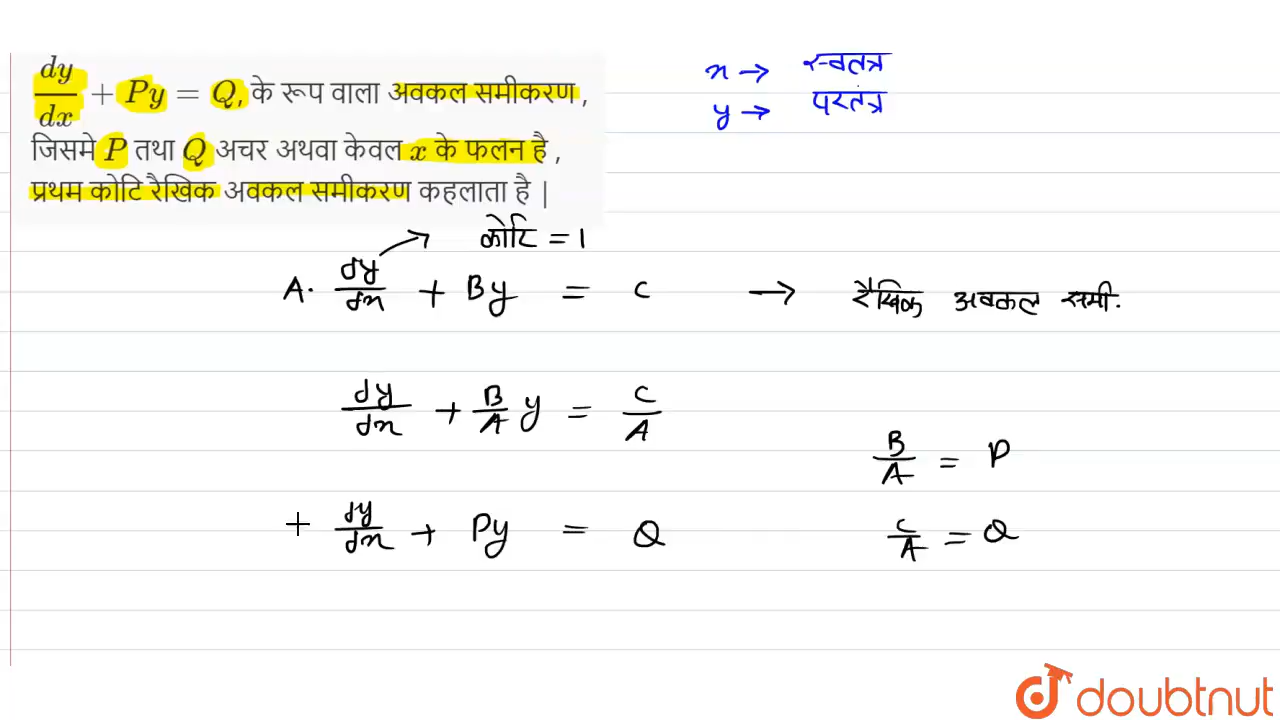 dy/dx + Py = Q, के रूप वाला अवकल समीकरण ,
जिसमे P तथा Q अचर अथवा केवल x के फलन है ,
प्रथम कोटि रैखिक अवकल समीकरण कहलाता है |
x → स्वतंत्र
y → परतंत्र
कोटि = 1
A. dy/dx + By = C → रैखिक अवकल समी.
dy/dx + B/A y = C/A
B/A = P
dy/dx + Py = Q
C/A = Q
doubtnut